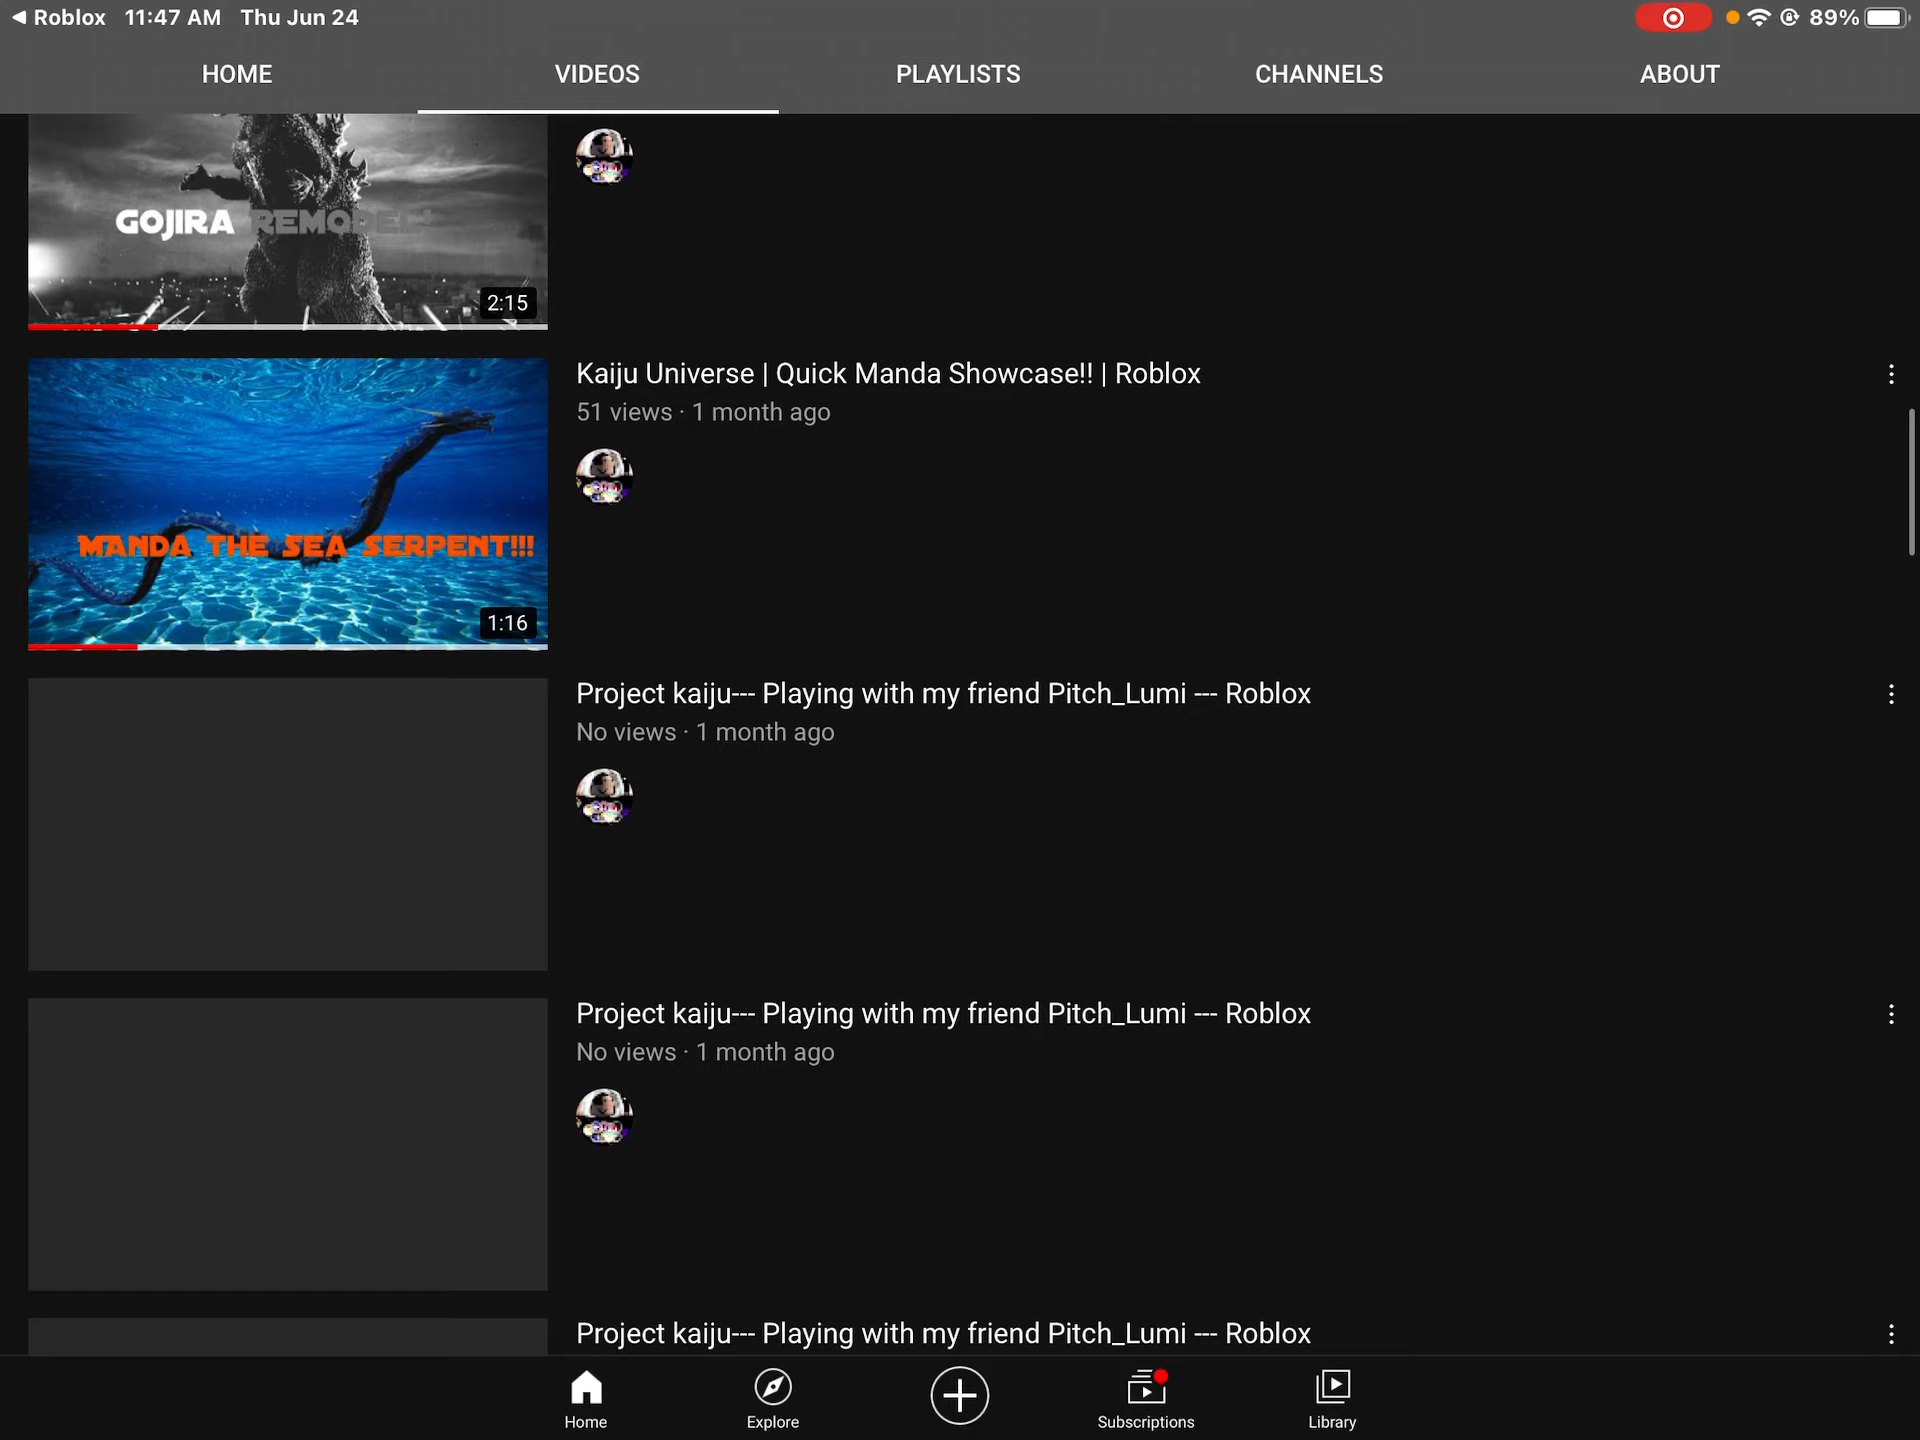 Roblox 11:47 AM Thu Jun 24 89%
HOME VIDEOS PLAYLISTS CHANNELS ABOUT
GOJIRA REMODEL!
2:15
Kaiju Universe | Quick Manda Showcase!! | Roblox
51 views · 1 month ago
MANDA THE SEA SERPENT!!!
1:16
Project kaiju--- Playing with my friend Pitch_Lumi --- Roblox
No views · 1 month ago
Project kaiju--- Playing with my friend Pitch_Lumi --- Roblox
No views · 1 month ago
Project kaiju--- Playing with my friend Pitch_Lumi --- Roblox
Home Explore Subscriptions Library